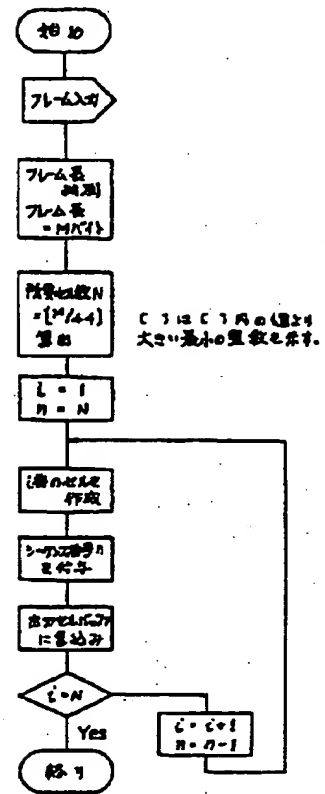 始め
フレーム入力
フレーム長
識別
フレーム長
=Mバイト
所要セル数N
=[M/44]
算出
[ ]は[ ]内の値より
大きい最小の整数を示す。
i = 1
n = N
i番のセルを
作成
シーケンス番号n
を付与
出力セルバッファ
に書込み
i=N
Yes
i = i+1
n = n-1
終り